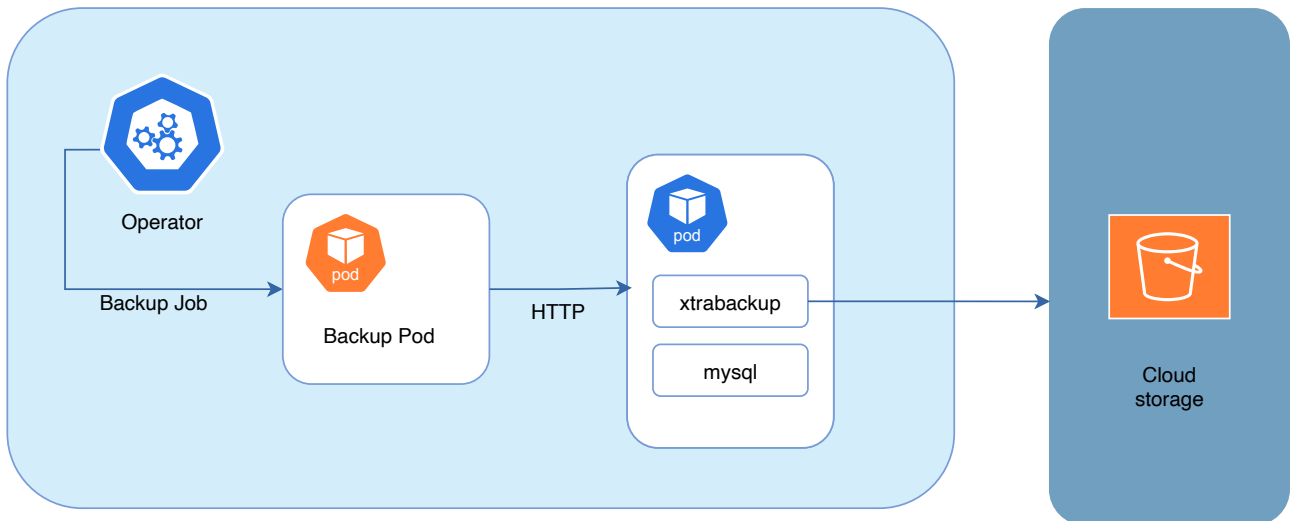 Operator
Backup Job
pod
Backup Pod
HTTP
pod
xtrabackup
mysql
Cloud
storage